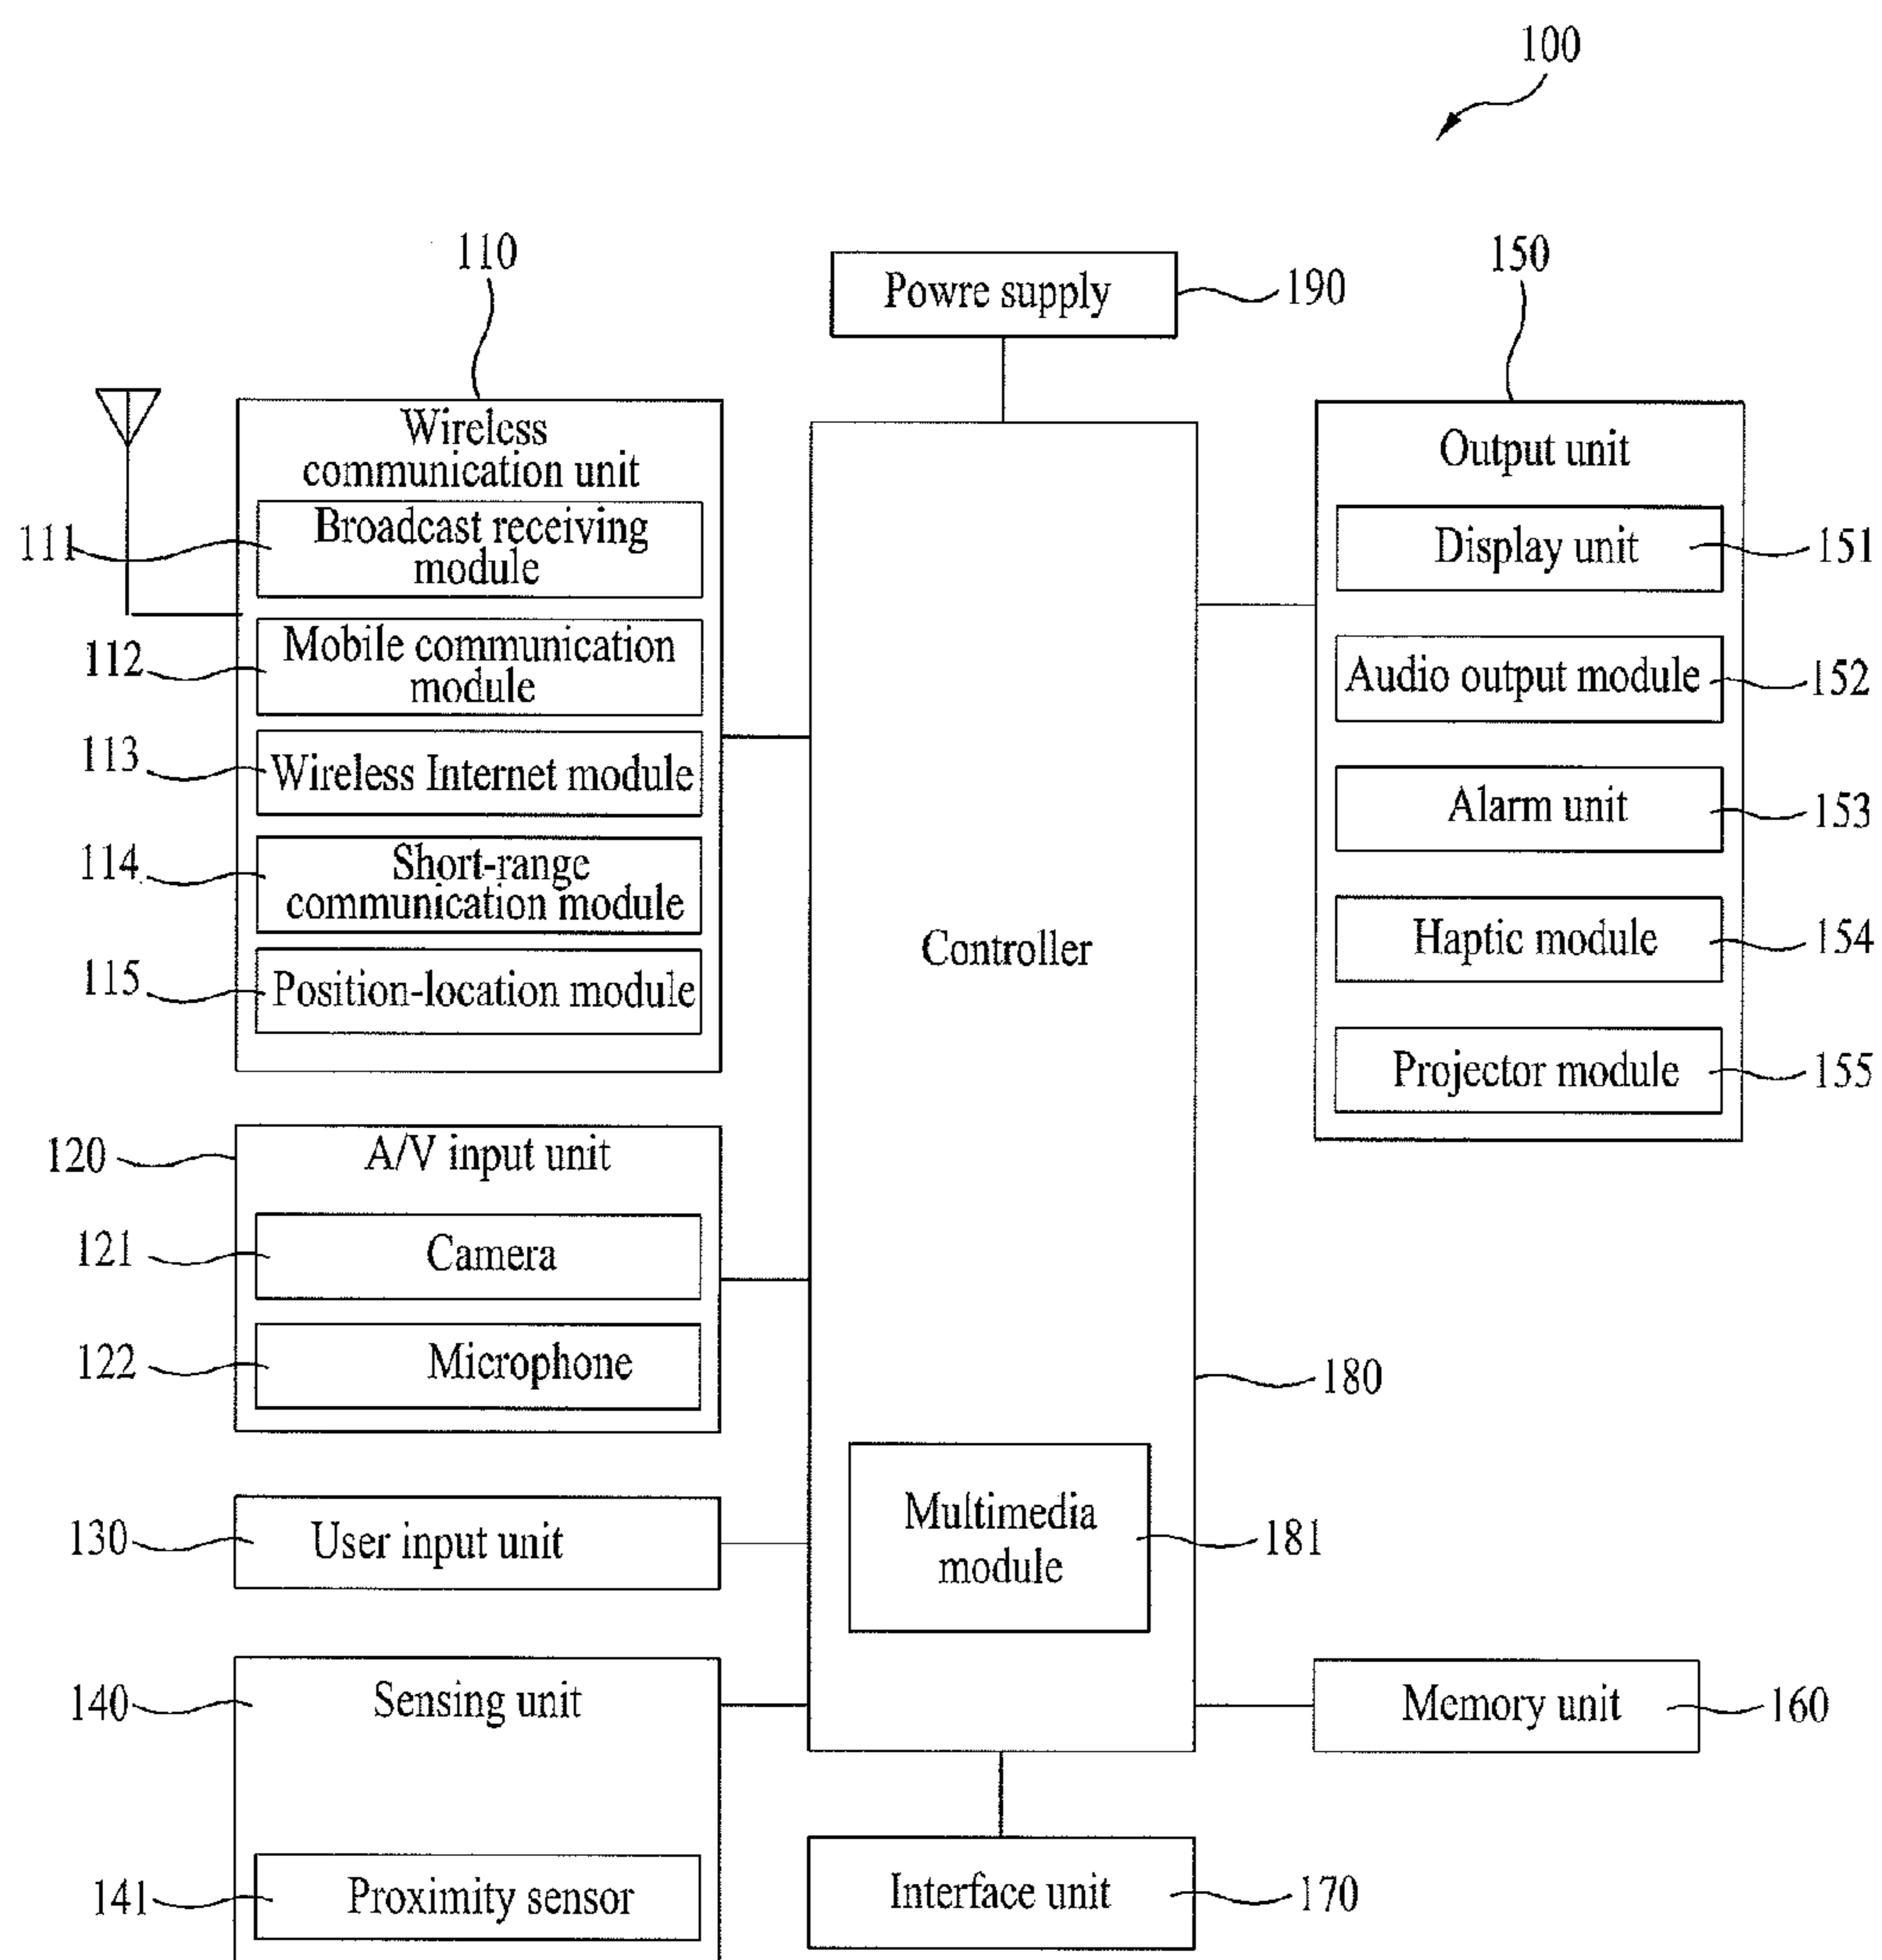 100
110
Powre supply
190
150
Wireless
communication unit
Output unit
111
Broadcast receiving
module
Display unit
151
112
Mobile communication
module
Audio output module
152
113
Wireless Internet module
Alarm unit
153
114
Short-range
communication module
Controller
Haptic module
154
115
Position-location module
Projector module
155
120
A/V input unit
121
Camera
122
Microphone
180
130
User input unit
Multimedia
module
181
140
Sensing unit
Memory unit
160
141
Proximity sensor
Interface unit
170